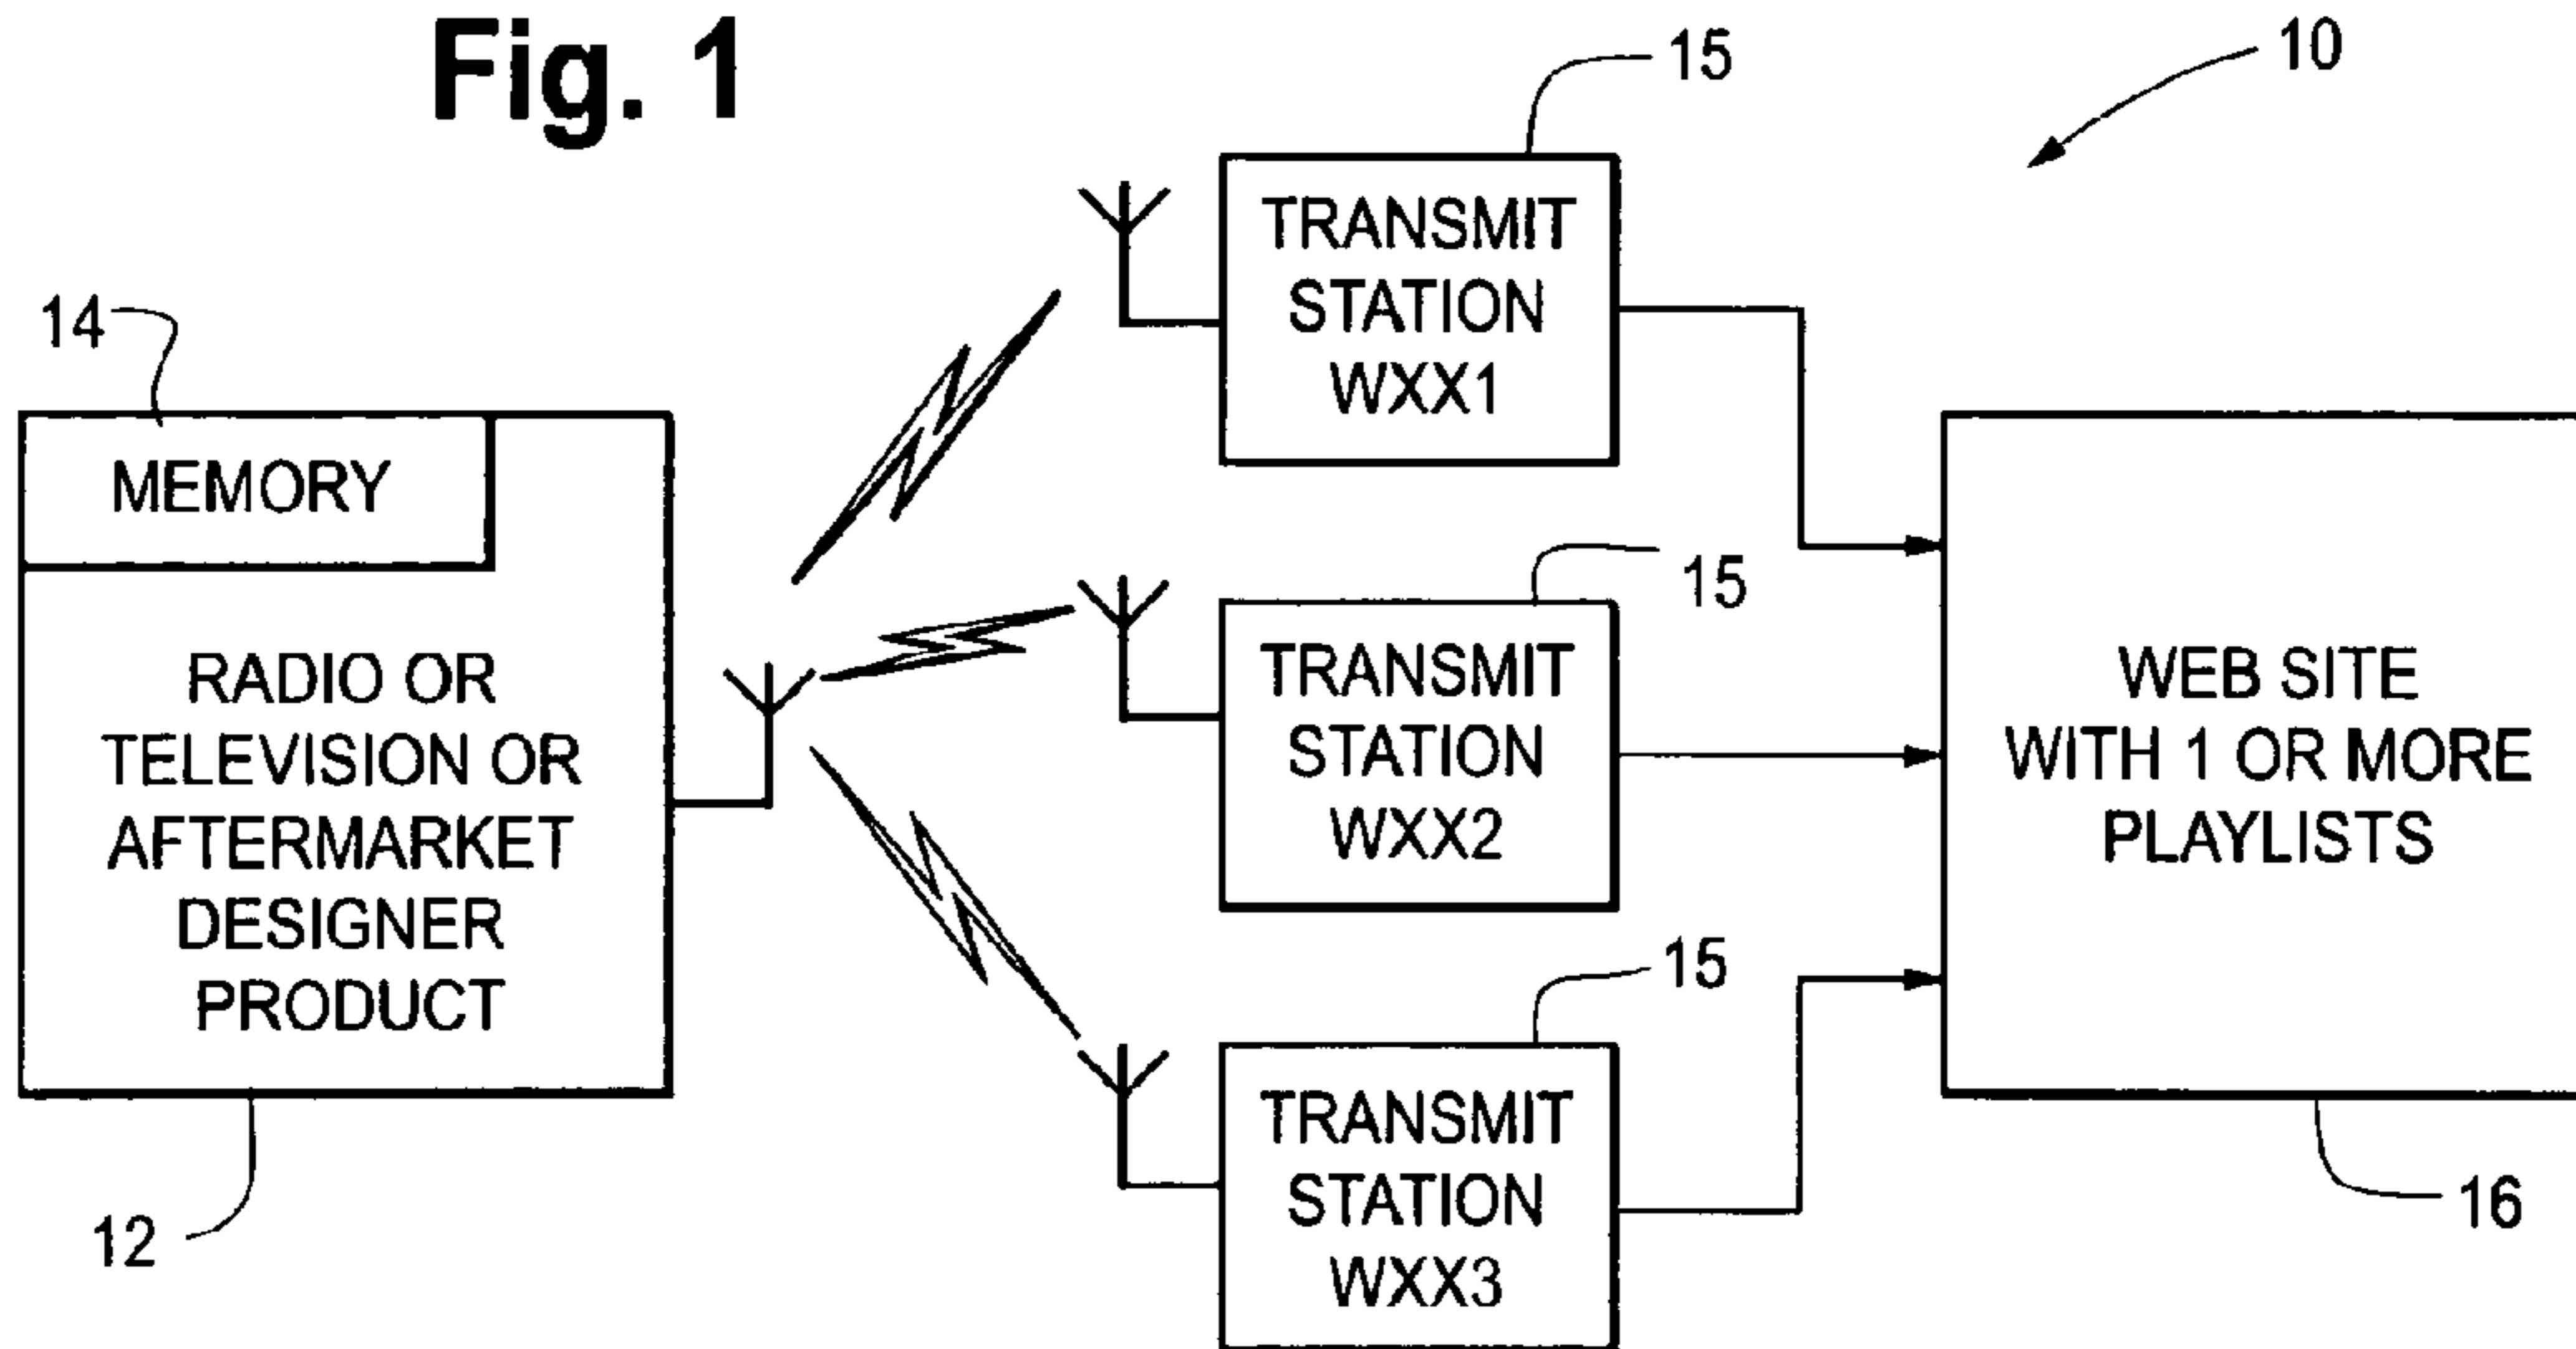 Fig. 1
10
14
MEMORY
RADIO OR
TELEVISION OR
AFTERMARKET
DESIGNER
PRODUCT
12
15
TRANSMIT
STATION
WXX1
15
TRANSMIT
STATION
WXX2
15
TRANSMIT
STATION
WXX3
WEB SITE
WITH 1 OR MORE
PLAYLISTS
16